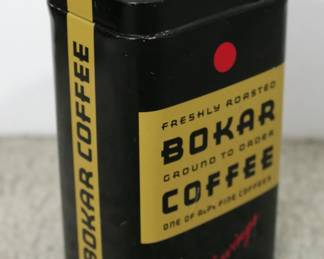 BOKAR COFFEE
FRESHLY ROASTED
BOKAR
GROUND TO ORDER
COFFEE
ONE OF A&P's FINE COFFEES